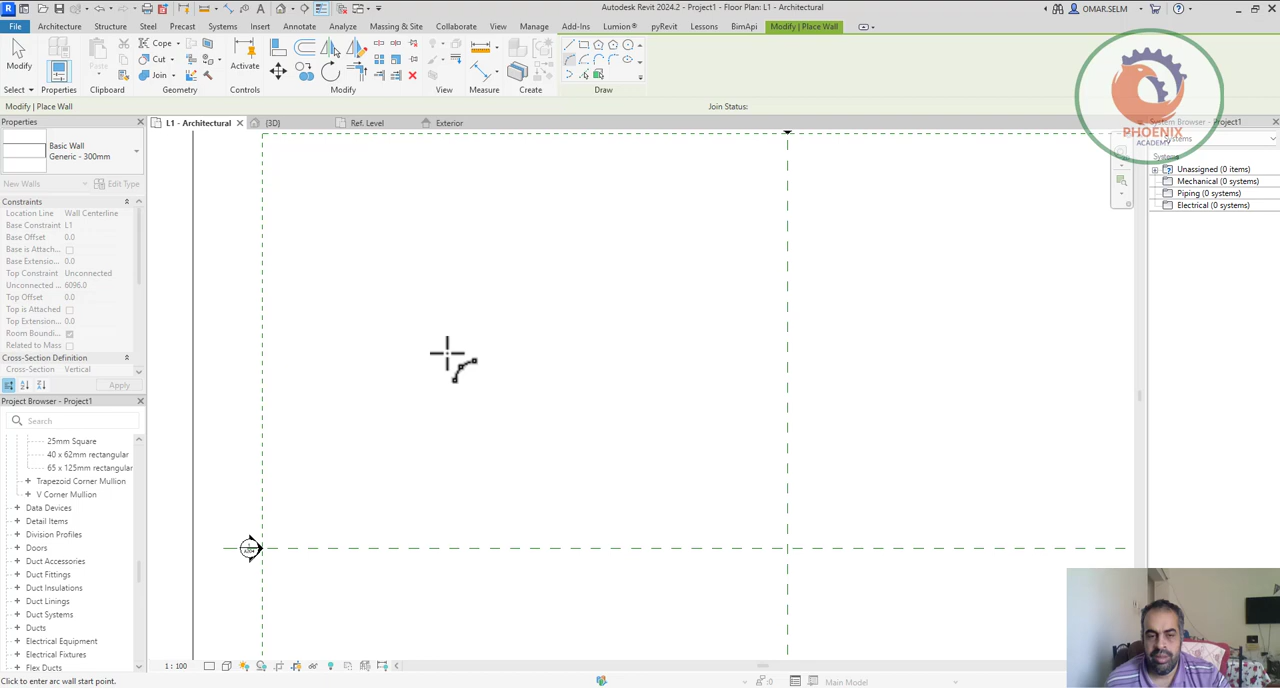 Autodesk Revit 2024.2 - Project1 - Floor Plan: L1 - Architectural
OMAR.SELM
File Architecture Structure Steel Precast Systems Insert Annotate Analyze Massing & Site Collaborate View Manage Add-Ins Lumion® pyRevit Lessons BimApi Modify | Place Wall
Modify Properties Paste Cope Cut Join Activate
Select Properties Clipboard Geometry Controls Modify View Measure Create Draw
Modify | Place Wall Join Status:
Properties
L1 - Architectural {3D} Ref. Level Exterior
System Browser - Project1
PHOENIX
ACADEMY
Basic Wall
Generic - 300mm
New Walls Edit Type
Constraints
Location Line Wall Centerline
Base Constraint L1
Base Offset 0.0
Base is Attach...
Base Extensio... 0.0
Top Constraint Unconnected
Unconnected ... 6096.0
Top Offset 0.0
Top is Attached
Top Extension... 0.0
Room Boundi...
Related to Mass
Cross-Section Definition
Cross-Section Vertical
Apply
Systems
Systems
Unassigned (0 items)
Mechanical (0 systems)
Piping (0 systems)
Electrical (0 systems)
Project Browser - Project1
Search
25mm Square
40 x 62mm rectangular
65 x 125mm rectangular
Trapezoid Corner Mullion
V Corner Mullion
Data Devices
Detail Items
Division Profiles
Doors
Duct Accessories
Duct Fittings
Duct Insulations
Duct Linings
Duct Systems
Ducts
Electrical Equipment
Electrical Fixtures
Flex Ducts
1 : 100
Click to enter arc wall start point.
:0
Main Model